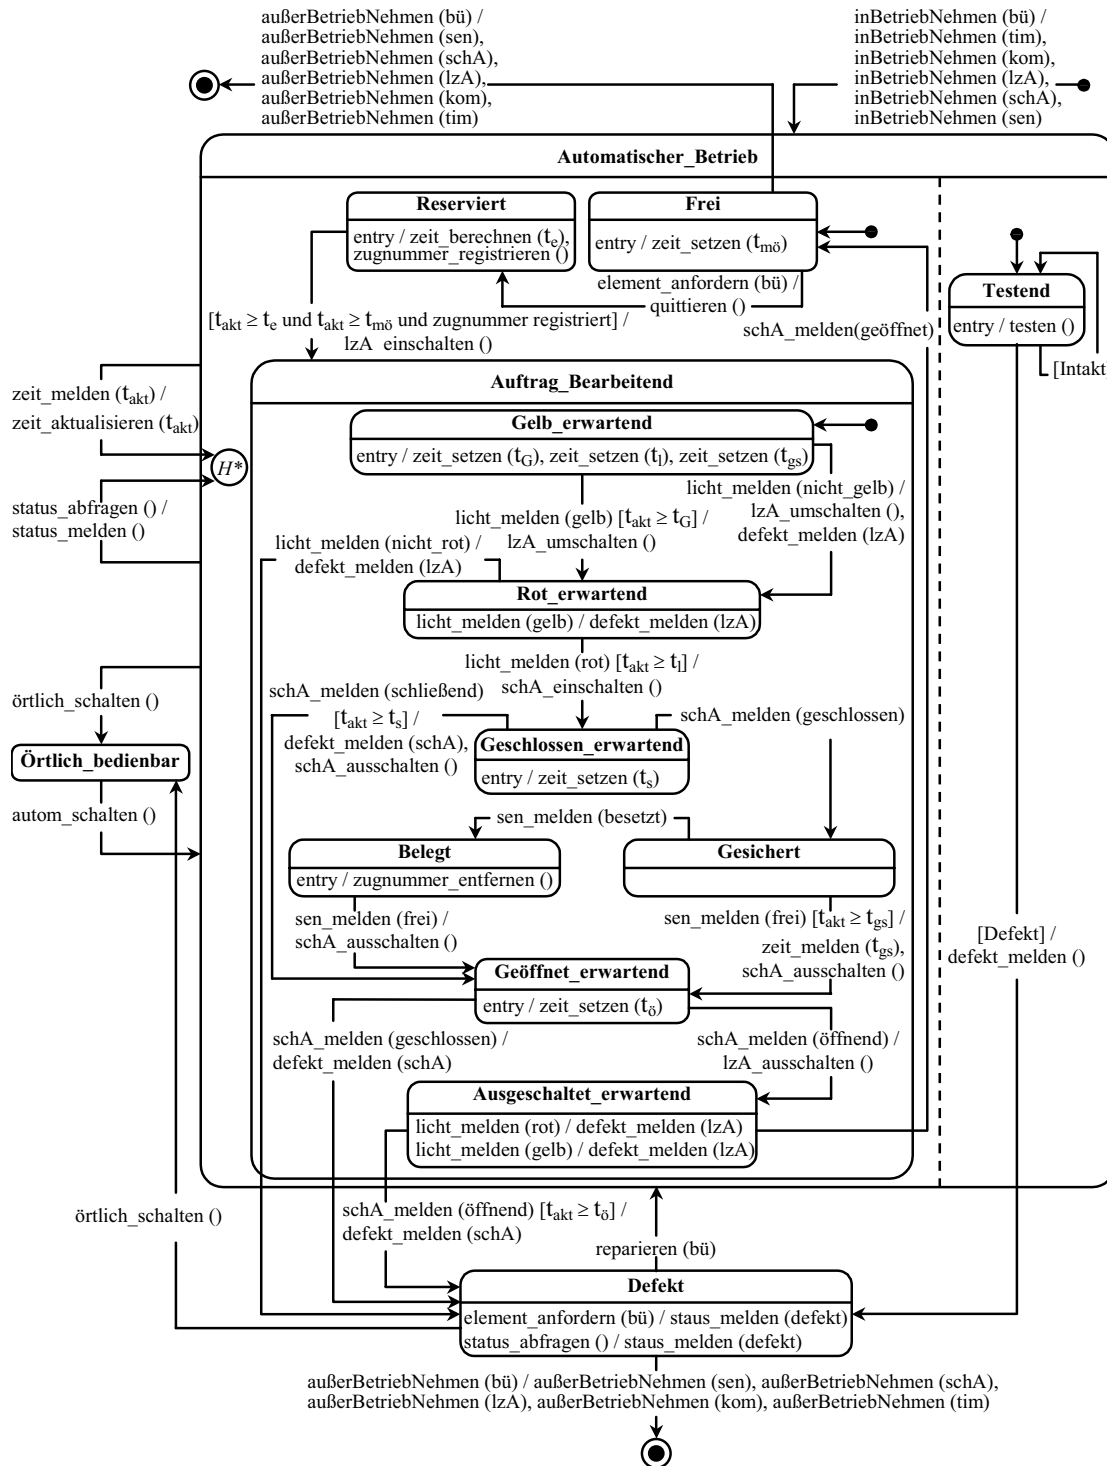 außerBetriebNehmen (bü) /
außerBetriebNehmen (sen),
außerBetriebNehmen (schA),
außerBetriebNehmen (lzA),
außerBetriebNehmen (kom),
außerBetriebNehmen (tim)
inBetriebNehmen (bü) /
inBetriebNehmen (tim),
inBetriebNehmen (kom),
inBetriebNehmen (lzA),
inBetriebNehmen (schA),
inBetriebNehmen (sen)
Automatischer_Betrieb
Reserviert
entry / zeit_berechnen (te),
zugnummer_registrieren ()
Frei
entry / zeit_setzen (tmö)
element_anfordern (bü) /
quittieren ()
Testend
entry / testen ()
[Intakt]
[takt ≥ te und takt ≥ tmö und zugnummer registriert] /
lzA_einschalten ()
schA_melden(geöffnet)
Auftrag_Bearbeitend
zeit_melden (takt) /
zeit_aktualisieren (takt)
H*
status_abfragen () /
status_melden ()
Gelb_erwartend
entry / zeit_setzen (tG), zeit_setzen (tl), zeit_setzen (tgs)
licht_melden (nicht_gelb) /
lzA_umschalten (),
defekt_melden (lzA)
licht_melden (gelb) [takt ≥ tG] /
lzA_umschalten ()
licht_melden (nicht_rot) /
defekt_melden (lzA)
Rot_erwartend
licht_melden (gelb) / defekt_melden (lzA)
licht_melden (rot) [takt ≥ tl] /
schA_einschalten ()
schA_melden (schließend)
[takt ≥ ts] /
defekt_melden (schA),
schA_ausschalten ()
schA_melden (geschlossen)
örtlich_schalten ()
Örtlich_bedienbar
autom_schalten ()
Geschlossen_erwartend
entry / zeit_setzen (ts)
sen_melden (besetzt)
Belegt
entry / zugnummer_entfernen ()
Gesichert
sen_melden (frei) /
schA_ausschalten ()
sen_melden (frei) [takt ≥ tgs] /
zeit_melden (tgs),
schA_ausschalten ()
[Defekt] /
defekt_melden ()
Geöffnet_erwartend
entry / zeit_setzen (tö)
schA_melden (geschlossen) /
defekt_melden (schA)
schA_melden (öffnend) /
lzA_ausschalten ()
Ausgeschaltet_erwartend
licht_melden (rot) / defekt_melden (lzA)
licht_melden (gelb) / defekt_melden (lzA)
örtlich_schalten ()
schA_melden (öffnend) [takt ≥ tö] /
defekt_melden (schA)
reparieren (bü)
Defekt
element_anfordern (bü) / staus_melden (defekt)
status_abfragen () / staus_melden (defekt)
außerBetriebNehmen (bü) / außerBetriebNehmen (sen), außerBetriebNehmen (schA),
außerBetriebNehmen (lzA), außerBetriebNehmen (kom), außerBetriebNehmen (tim)